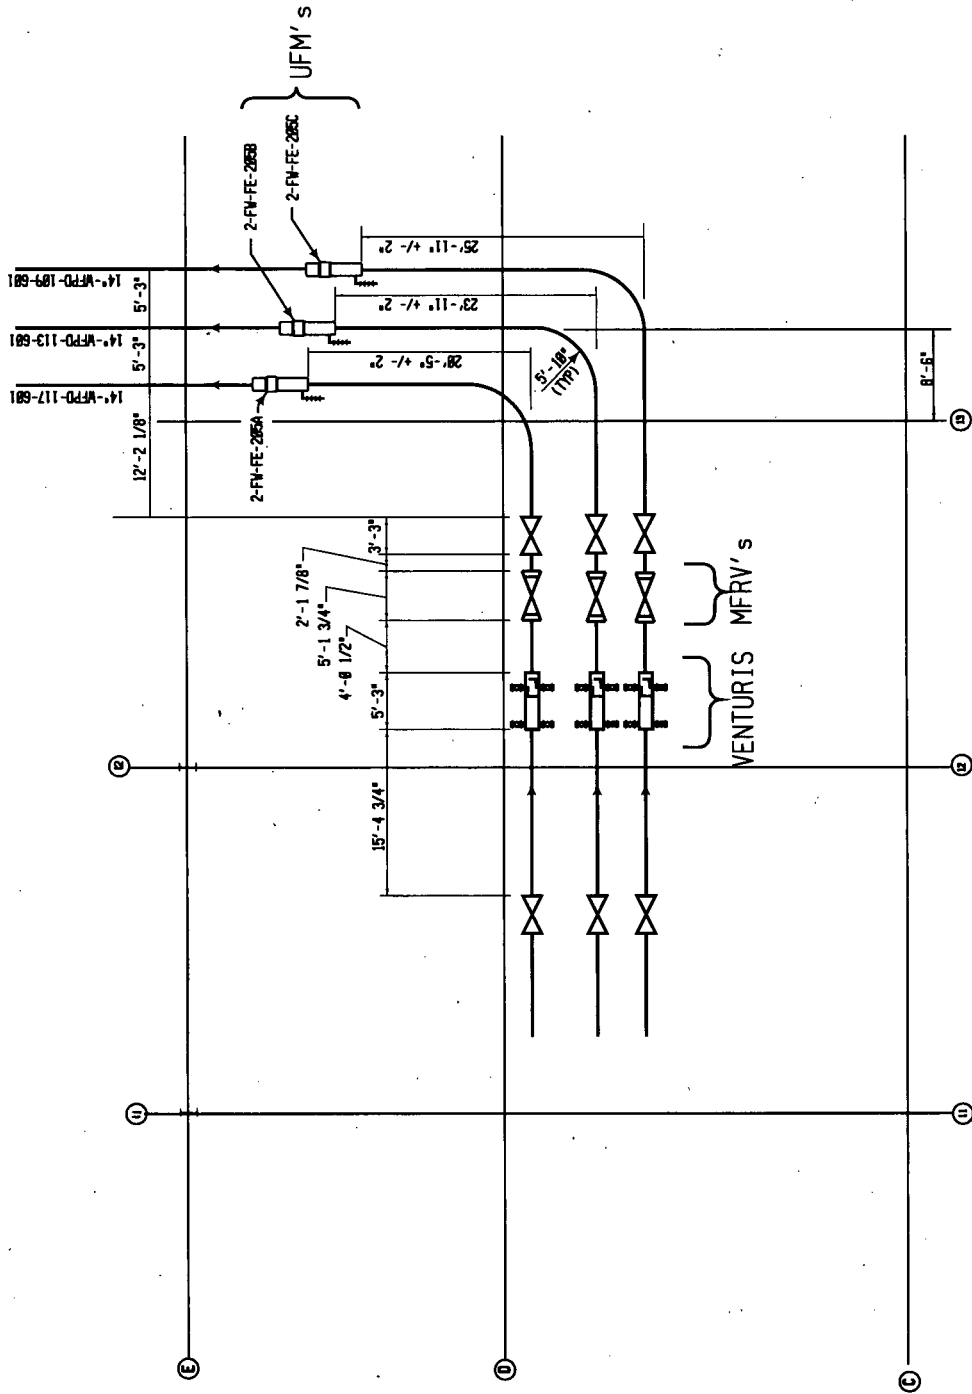 UFM's
2-FW-FE-205B
2-FW-FE-205C
14"-WFPD-109-601
5'-3"
14"-WFPD-113-601
5'-3"
14"-WFPD-117-601
12'-2 1/8"
2-FW-FE-205A
25'-11" +/- 2"
23'-11" +/- 2"
20'-5" +/- 2"
5'-10"
(TYP)
8'-6"
13
3'-3"
2'-1 7/8"
5'-1 3/4"
4'-0 1/2"
5'-3"
15'-4 3/4"
MFRV's
VENTURIS
12
12
11
11
E
D
C